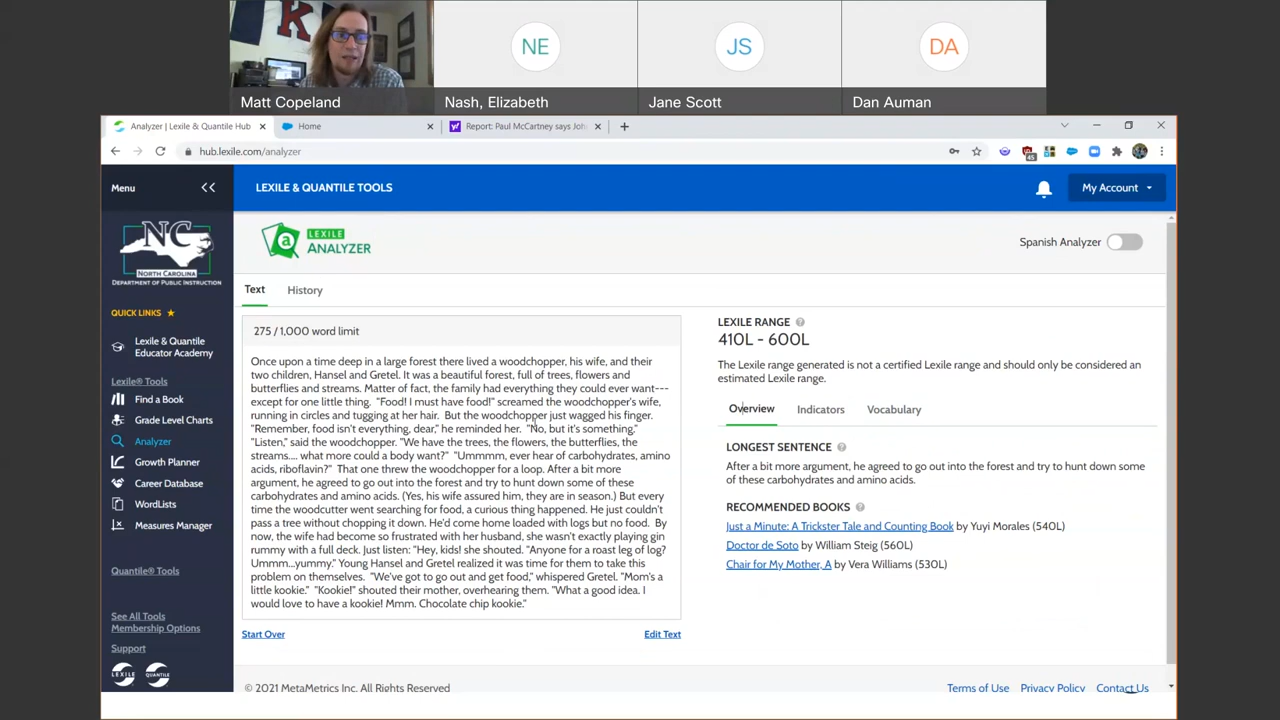 K
NE
JS
DA
Matt Copeland
Nash, Elizabeth
Jane Scott
Dan Auman
Analyzer | Lexile & Quantile Hub
Home
Report: Paul McCartney says Joh
hub.lexile.com/analyzer
45
Menu
LEXILE & QUANTILE TOOLS
My Account
NC
NORTH CAROLINA
DEPARTMENT OF PUBLIC INSTRUCTION
a LEXILE
ANALYZER
Spanish Analyzer
Text
History
QUICK LINKS
Lexile & Quantile
Educator Academy
Lexile® Tools
Find a Book
Grade Level Charts
Analyzer
Growth Planner
Career Database
WordLists
Measures Manager
Quantile® Tools
See All Tools
Membership Options
Support
LEXILE
QUANTILE
275 / 1,000 word limit
Once upon a time deep in a large forest there lived a woodchopper, his wife, and their
two children, Hansel and Gretel. It was a beautiful forest, full of trees, flowers and
butterflies and streams. Matter of fact, the family had everything they could ever want---
except for one little thing. "Food! I must have food!" screamed the woodchopper's wife,
running in circles and tugging at her hair. But the woodchopper just wagged his finger.
"Remember, food isn't everything, dear," he reminded her. "No, but it's something."
"Listen," said the woodchopper. "We have the trees, the flowers, the butterflies, the
streams.... what more could a body want?" "Ummmm, ever hear of carbohydrates, amino
acids, riboflavin?" That one threw the woodchopper for a loop. After a bit more
argument, he agreed to go out into the forest and try to hunt down some of these
carbohydrates and amino acids. (Yes, his wife assured him, they are in season.) But every
time the woodcutter went searching for food, a curious thing happened. He just couldn't
pass a tree without chopping it down. He'd come home loaded with logs but no food. By
now, the wife had become so frustrated with her husband, she wasn't exactly playing gin
rummy with a full deck. Just listen: "Hey, kids! she shouted. "Anyone for a roast leg of log?
Ummm...yummy." Young Hansel and Gretel realized it was time for them to take this
problem on themselves. "We've got to go out and get food," whispered Gretel. "Mom's a
little kookie." "Kookie!" shouted their mother, overhearing them. "What a good idea. I
would love to have a kookie! Mmm. Chocolate chip kookie."
Start Over
Edit Text
LEXILE RANGE
410L - 600L
The Lexile range generated is not a certified Lexile range and should only be considered an
estimated Lexile range.
Overview
Indicators
Vocabulary
LONGEST SENTENCE
After a bit more argument, he agreed to go out into the forest and try to hunt down some
of these carbohydrates and amino acids.
RECOMMENDED BOOKS
Just a Minute: A Trickster Tale and Counting Book by Yuyi Morales (540L)
Doctor de Soto by William Steig (560L)
Chair for My Mother, A by Vera Williams (530L)
© 2021 MetaMetrics Inc. All Rights Reserved
Terms of Use
Privacy Policy
Contact Us